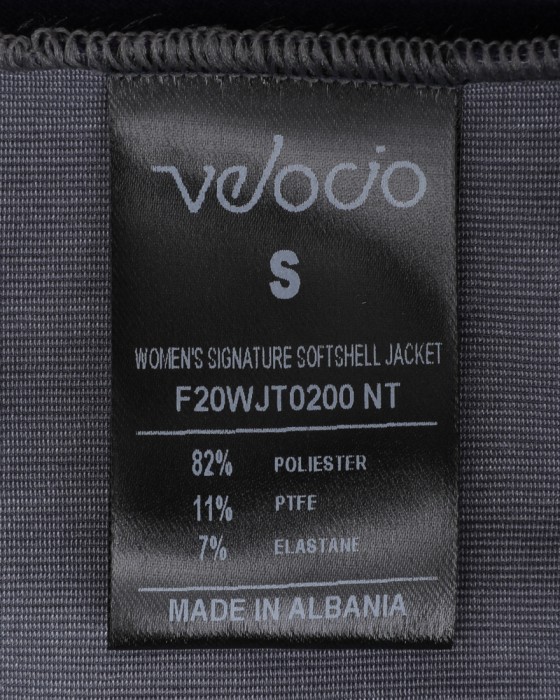 velocio
S
WOMEN'S SIGNATURE SOFTSHELL JACKET
F20WJT0200 NT
82% POLIESTER
11% PTFE
7% ELASTANE
MADE IN ALBANIA